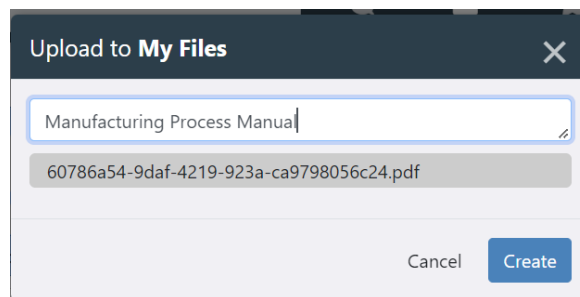 Upload to My Files
Manufacturing Process Manual
60786a54-9daf-4219-923a-ca9798056c24.pdf
Cancel Create